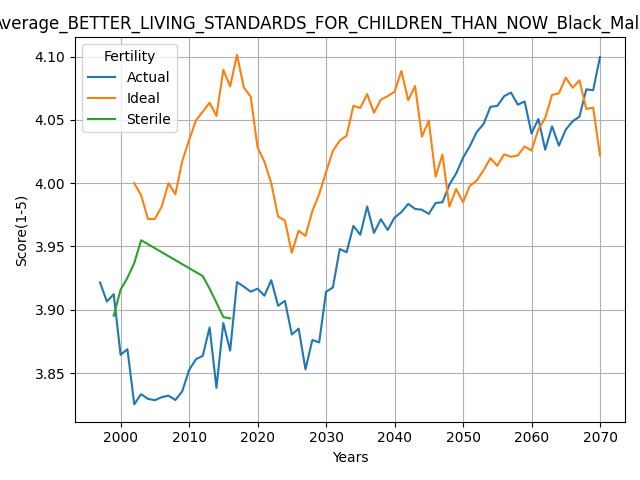 Average_BETTER_LIVING_STANDARDS_FOR_CHILDREN_THAN_NOW_Black_Mal
Fertility
Actual
Ideal
Sterile
4.10
4.05
4.00
3.95
3.90
3.85
Score(1-5)
2000 2010 2020 2030 2040 2050 2060 2070
Years